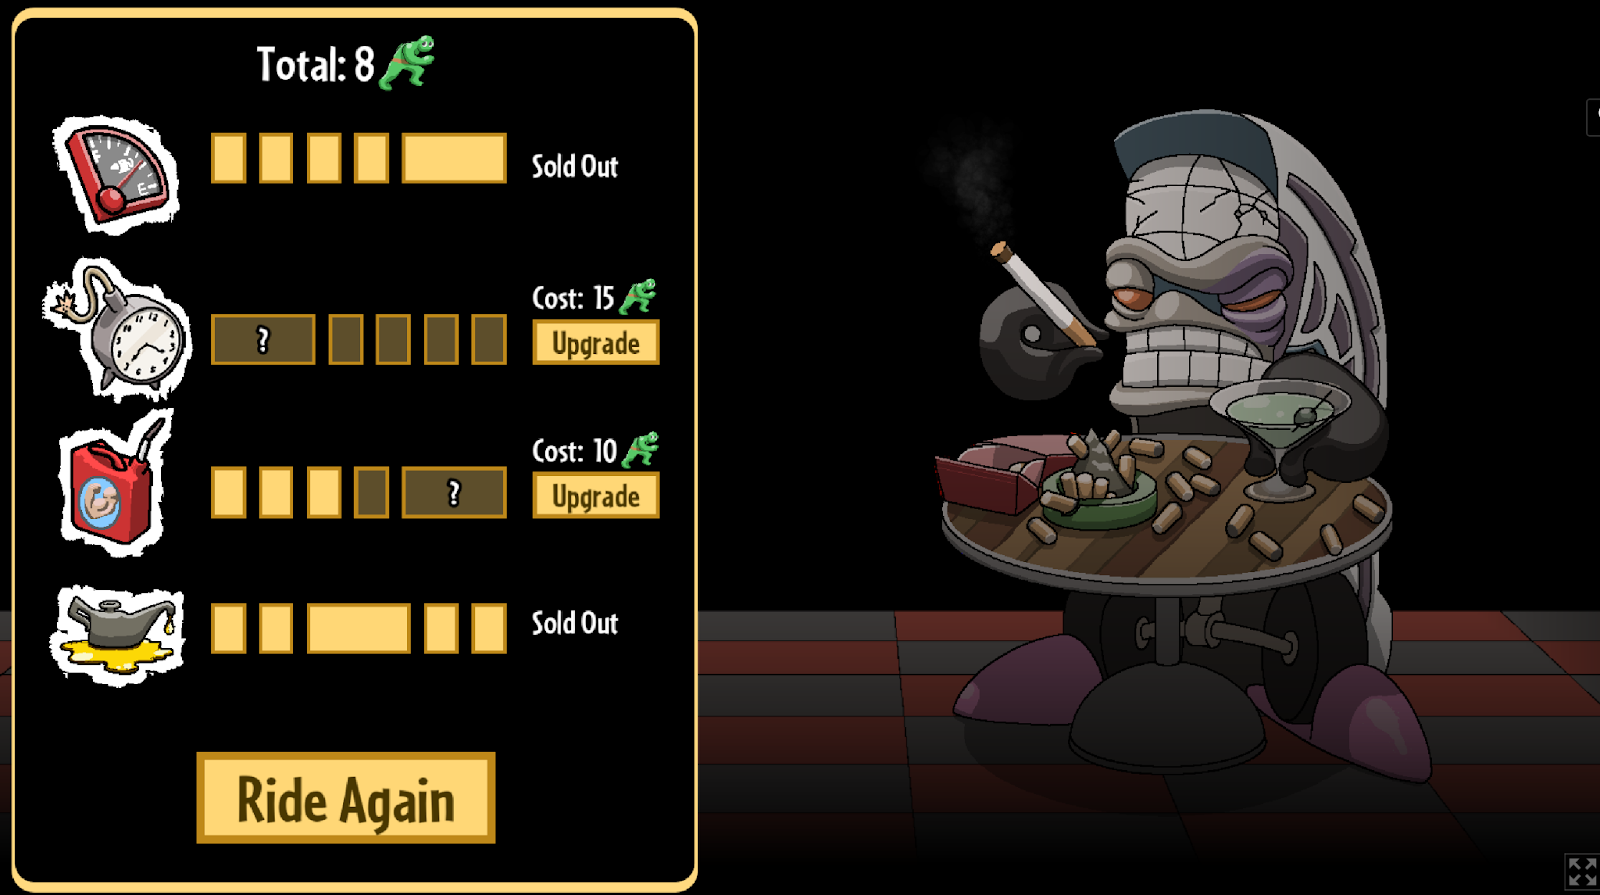 Total: 8
Sold Out
Cost: 15
?
Upgrade
Cost: 10
?
Upgrade
Sold Out
Ride Again